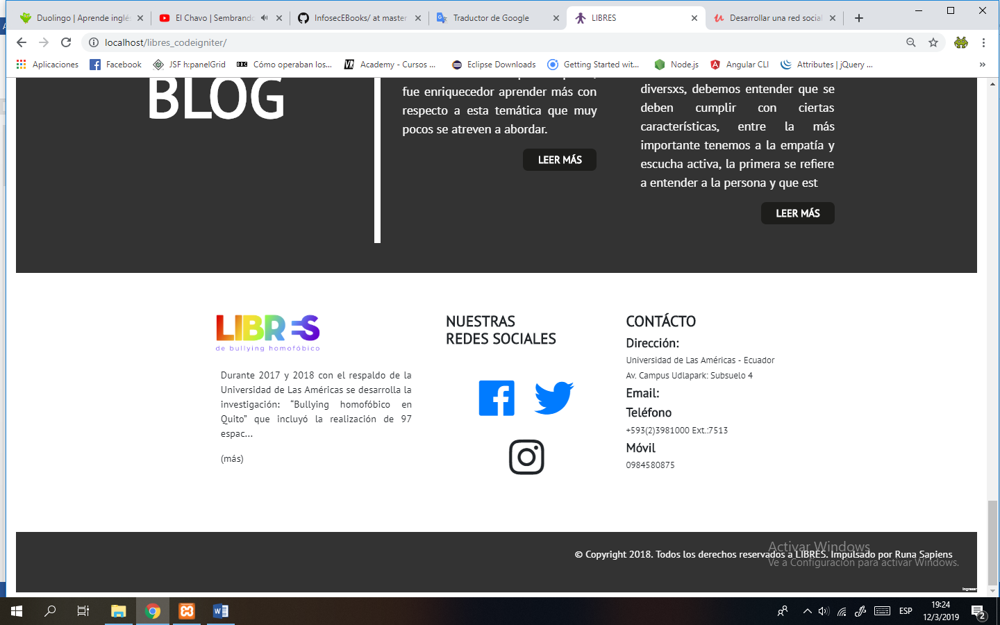 Duolingo | Aprende inglés
El Chavo | Sembrando
InfosecEBooks/ at master
Traductor de Google
LIBRES
Desarrollar una red social
localhost/libres_codeigniter/
Aplicaciones
Facebook
JSF h:panelGrid
BBC
Cómo operaban los...
Academy - Cursos ...
Eclipse Downloads
Getting Started wit...
Node.js
Angular CLI
Attributes | jQuery ...
»
BLOG
fue enriquecedor aprender más con
respecto a esta temática que muy
pocos se atreven a abordar.
LEER MÁS
diversxs, debemos entender que se
deben cumplir con ciertas
características, entre la más
importante tenemos a la empatía y
escucha activa, la primera se refiere
a entender a la persona y que est
LEER MÁS
LIBRES
de bullying homofóbico
Durante 2017 y 2018 con el respaldo de la
Universidad de Las Américas se desarrolla la
investigación: “Bullying homofóbico en
Quito” que incluyó la realización de 97
espac...
(más)
NUESTRAS
REDES SOCIALES
CONTÁCTO
Dirección:
Universidad de Las Américas - Ecuador
Av. Campus Udlapark: Subsuelo 4
Email:
Teléfono
+593(2)3981000 Ext.:7513
Móvil
0984580875
© Copyright 2018. Todos los derechos reservados a LIBRES. Impulsado por Runa Sapiens
Activar Windows
Ve a Configuración para activar Windows.
Ingresar
ESP
19:24
12/3/2019
2